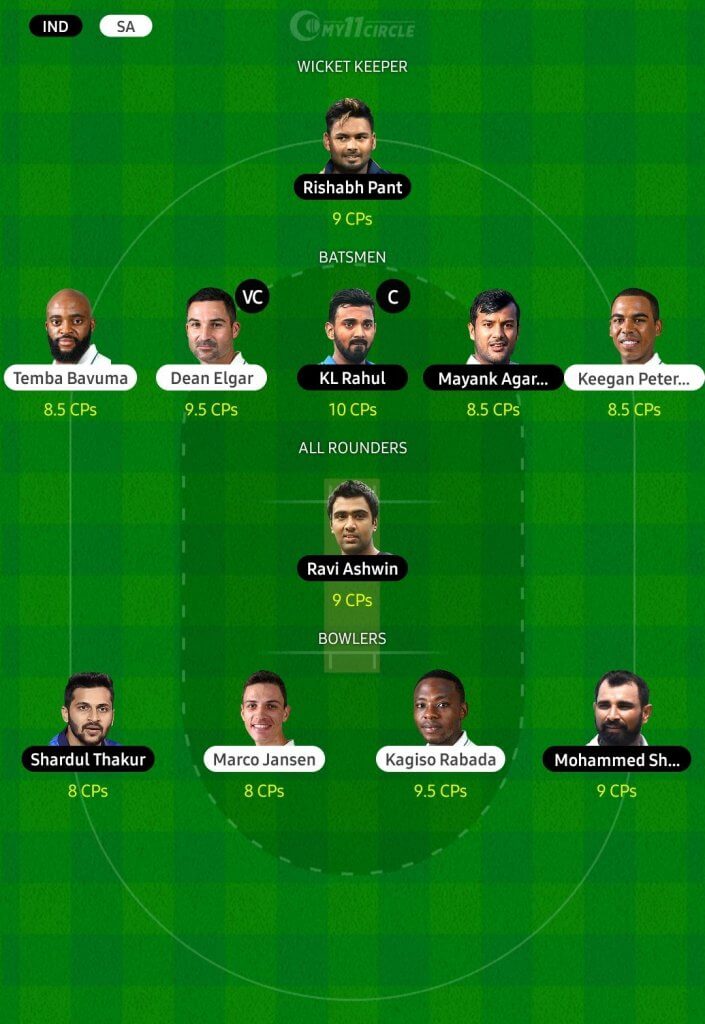 IND SA MY11CIRCLE
WICKET KEEPER
Rishabh Pant
9 CPs
BATSMEN
VC C
Temba Bavuma Dean Elgar KL Rahul Mayank Agar... Keegan Peter...
8.5 CPs 9.5 CPs 10 CPs 8.5 CPs 8.5 CPs
ALL ROUNDERS
Ravi Ashwin
9 CPs
BOWLERS
Shardul Thakur Marco Jansen Kagiso Rabada Mohammed Sh...
8 CPs 8 CPs 9.5 CPs 9 CPs